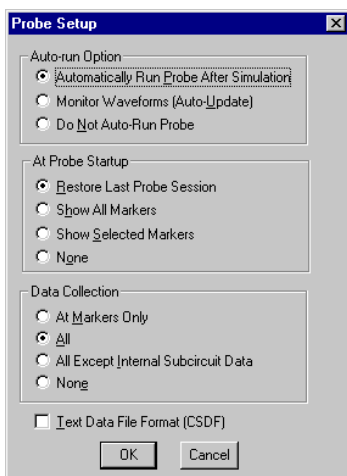 Probe Setup
Auto-run Option
Automatically Run Probe After Simulation
Monitor Waveforms (Auto-Update)
Do Not Auto-Run Probe
At Probe Startup
Restore Last Probe Session
Show All Markers
Show Selected Markers
None
Data Collection
At Markers Only
All
All Except Internal Subcircuit Data
None
Text Data File Format (CSDF)
OK Cancel